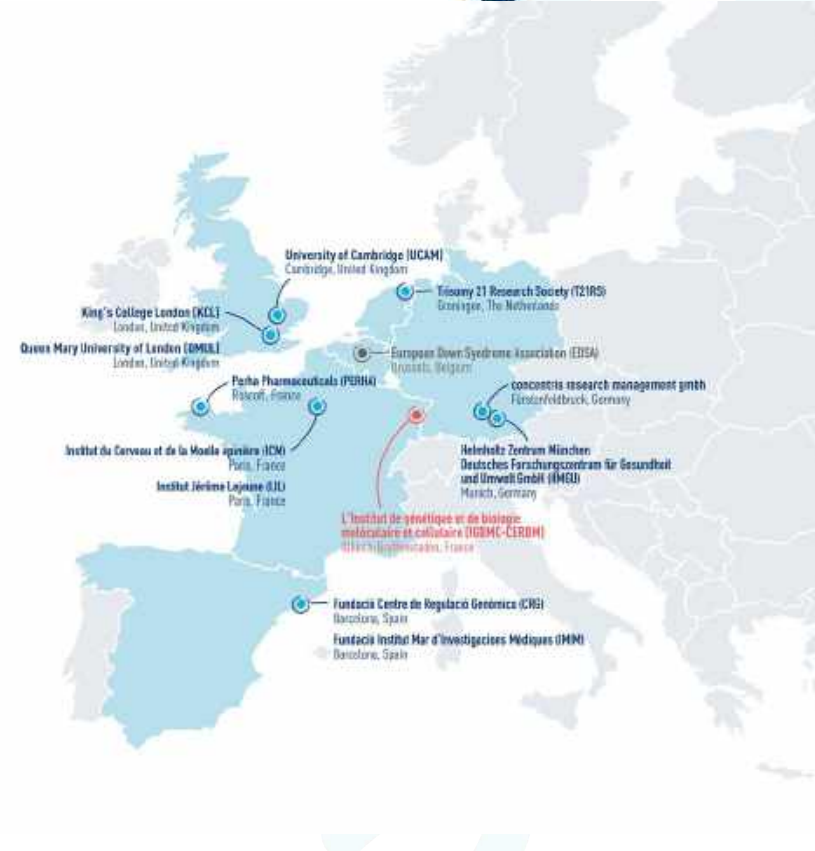 University of Cambridge (UCAM)
Cambridge, United Kingdom
King's College London (KCL)
London, United Kingdom
Queen Mary University of London (QMUL)
London, United Kingdom
Trisomy 21 Research Society (T21RS)
Groningen, The Netherlands
European Down Syndrome Association (EDSA)
Brussels, Belgium
Perha Pharmaceuticals (PERHA)
Roscoff, France
concentris research management gmbh
Fürstenfeldbruck, Germany
Institut du Cerveau et de la Moelle épinière (ICM)
Paris, France
Institut Jérôme Lejeune (IJL)
Paris, France
Helmholtz Zentrum München
Deutsches Forschungszentrum für Gesundheit
und Umwelt GmbH (HMGU)
Munich, Germany
L'Institut de génétique et de biologie
moléculaire et cellulaire (IGBMC-CERBM)
France
Fundació Centre de Regulació Genòmica (CRG)
Barcelona, Spain
Fundació Institut Mar d'Investigacions Mèdiques (IMIM)
Barcelona, Spain